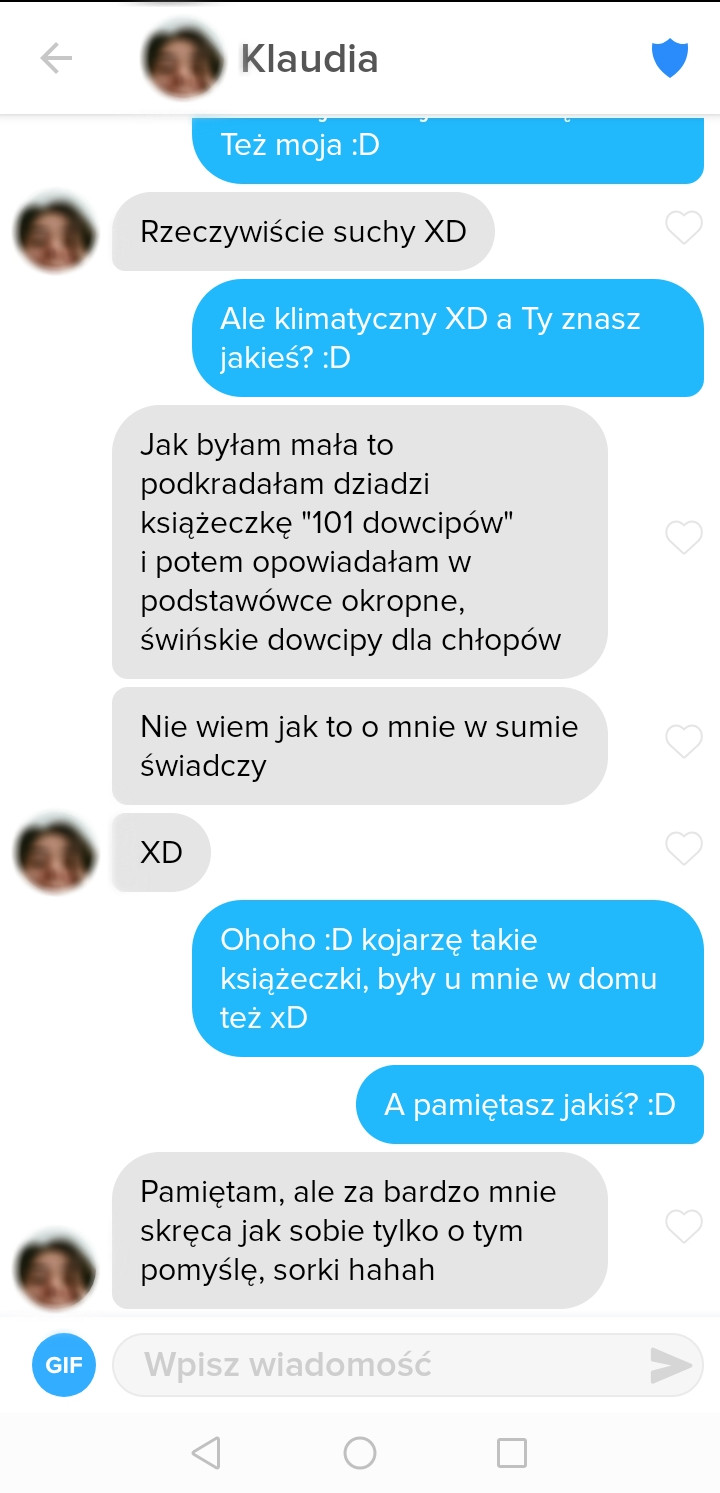 Klaudia
Też moja :D
Rzeczywiście suchy XD
Ale klimatyczny XD a Ty znasz
jakieś? :D
Jak byłam mała to
podkradałam dziadzi
książeczkę "101 dowcipów"
i potem opowiadałam w
podstawówce okropne,
świńskie dowcipy dla chłopów
Nie wiem jak to o mnie w sumie
świadczy
XD
Ohoho :D kojarzę takie
książeczki, były u mnie w domu
też xD
A pamiętasz jakiś? :D
Pamiętam, ale za bardzo mnie
skręca jak sobie tylko o tym
pomyślę, sorki hahah
GIF Wpisz wiadomość